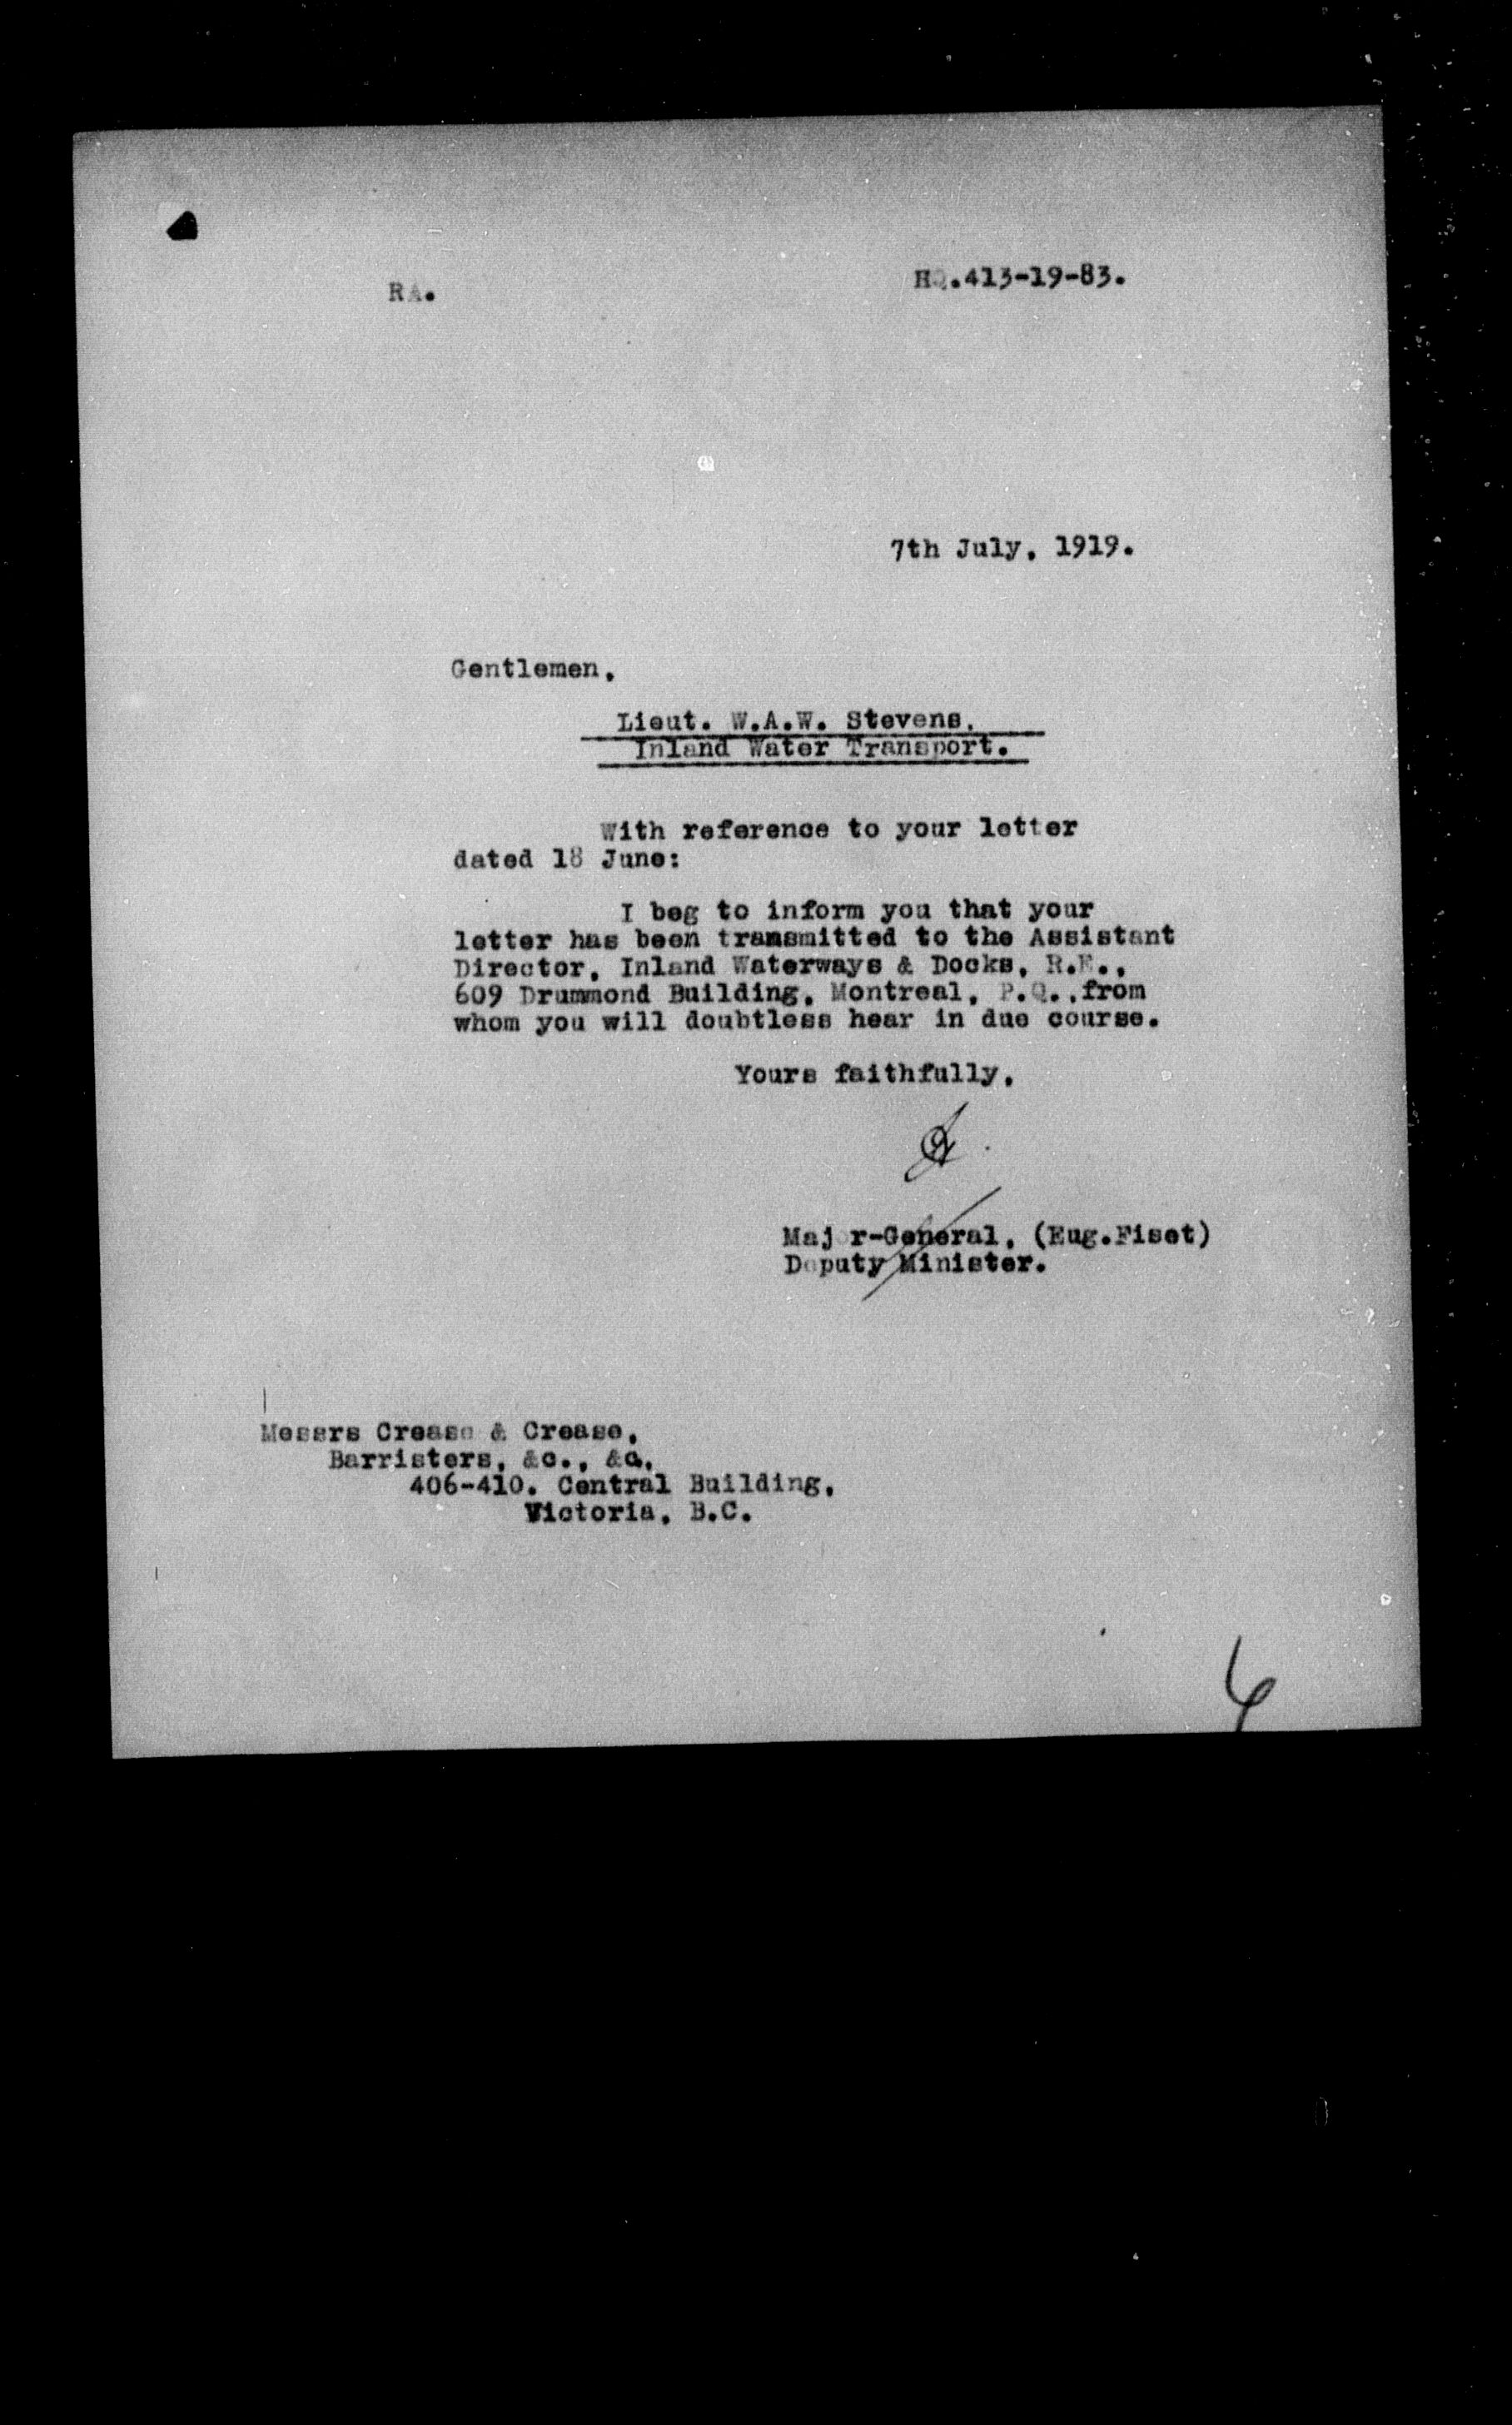 RA.
HQ.413-19-83.
7th July, 1919.
Gentlemen,
Lieut. W.A.W. Stevens,
Inland Water Transport.
With reference to your letter
dated 18 June:
I beg to inform you that your
letter has been transmitted to the Assistant
Director, Inland Waterways & Docks, R.E.,
609 Drummond Building, Montreal, P.Q.,from
whom you will doubtless hear in due course.
Yours faithfully,
Major-General, (Eug.Fiset)
Deputy Minister.
Messrs Crease & Crease,
Barristers, &c., &c,
406-410. Central Building,
Victoria, B.C.